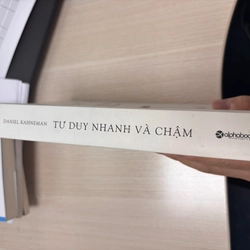 DANIEL KAHNEMAN TƯ DUY NHANH VÀ CHẬM alphabooks